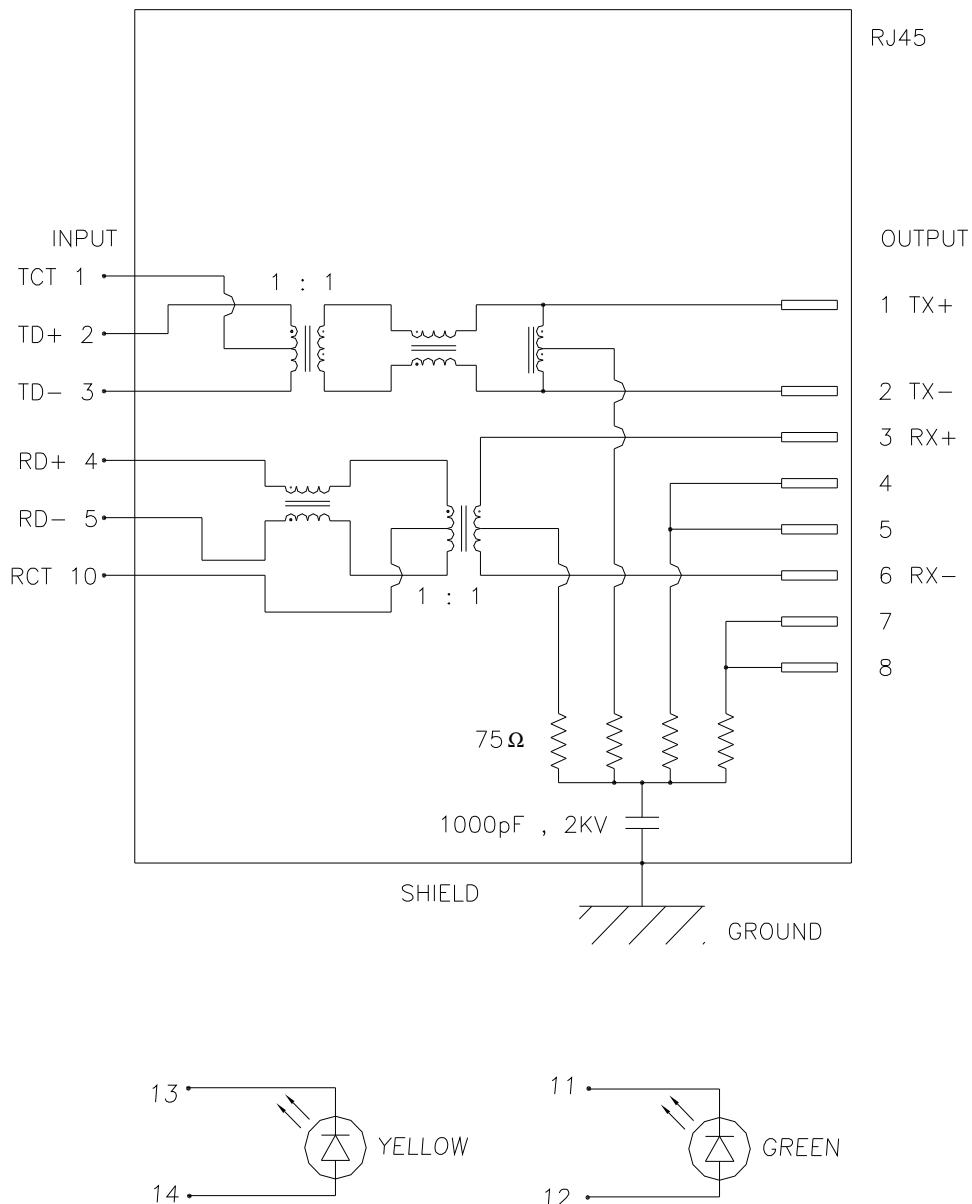 RJ45
INPUT
OUTPUT
TCT 1
1 : 1
1 TX+
TD+ 2
TD− 3
2 TX−
3 RX+
RD+ 4
4
RD− 5
5
RCT 10
6 RX−
1 : 1
7
8
75Ω
1000pF , 2KV
SHIELD
GROUND
13
11
YELLOW
GREEN
14
12